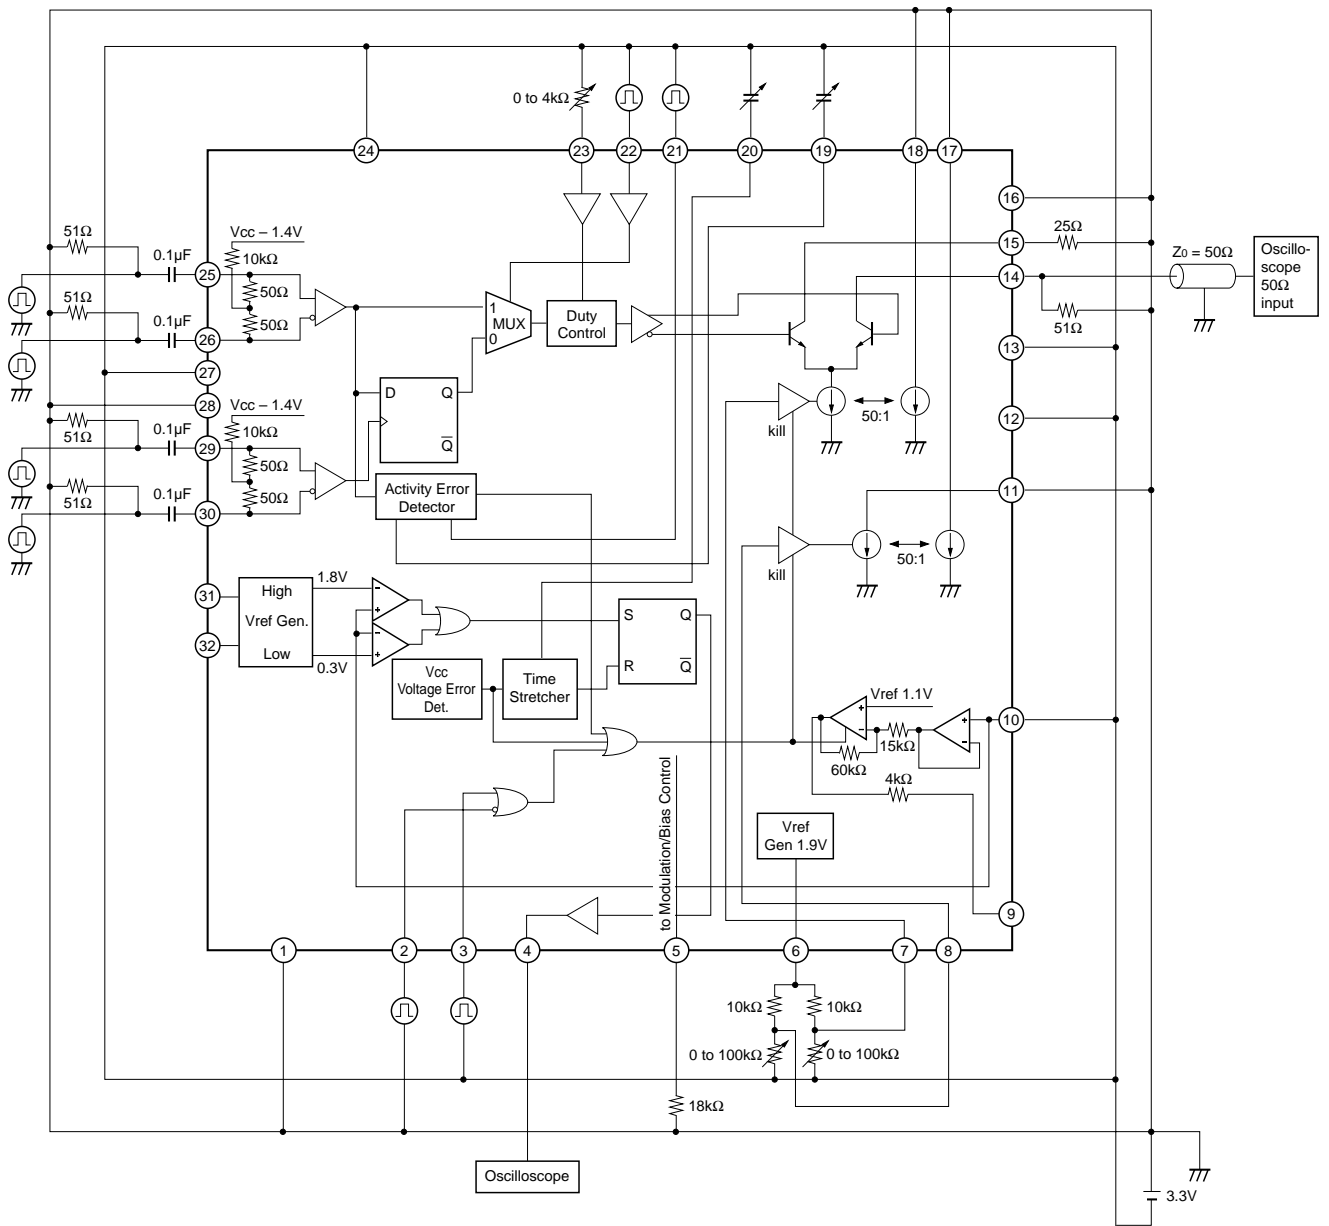 0 to 4kΩ
24
23
22
21
20
19
18
17
16
15
25Ω
14
Z0 = 50Ω
Oscillo-
scope
50Ω
input
51Ω
13
12
11
10
9
51Ω
0.1µF
25
Vcc – 1.4V
10kΩ
50Ω
50Ω
51Ω
0.1µF
26
27
28
51Ω
0.1µF
29
Vcc – 1.4V
10kΩ
50Ω
50Ω
51Ω
0.1µF
30
1
MUX
0
Duty
Control
D
Q
Q
kill
50:1
Activity Error
Detector
kill
50:1
31
32
High
Vref Gen.
Low
1.8V
0.3V
Vcc
Voltage Error
Det.
Time
Stretcher
S
Q
R
Q
Vref 1.1V
15kΩ
60kΩ
4kΩ
to Modulation/Bias Control
Vref
Gen 1.9V
1
2
3
4
5
6
7
8
10kΩ
10kΩ
0 to 100kΩ
0 to 100kΩ
18kΩ
Oscilloscope
3.3V
+
–
–
+
+
–
+
–